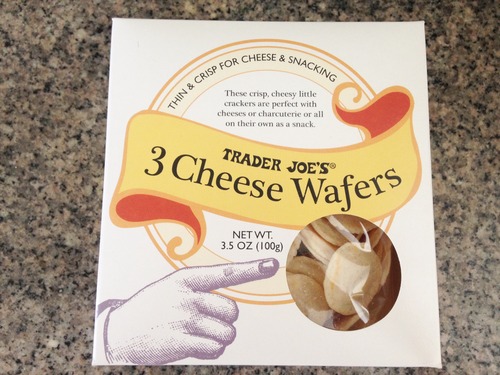 THIN & CRISP FOR CHEESE & SNACKING
These crisp, cheesy little
crackers are perfect with
cheeses or charcuterie or all
on their own as a snack.
TRADER JOE'S®
3 Cheese Wafers
NET WT.
3.5 OZ (100g)